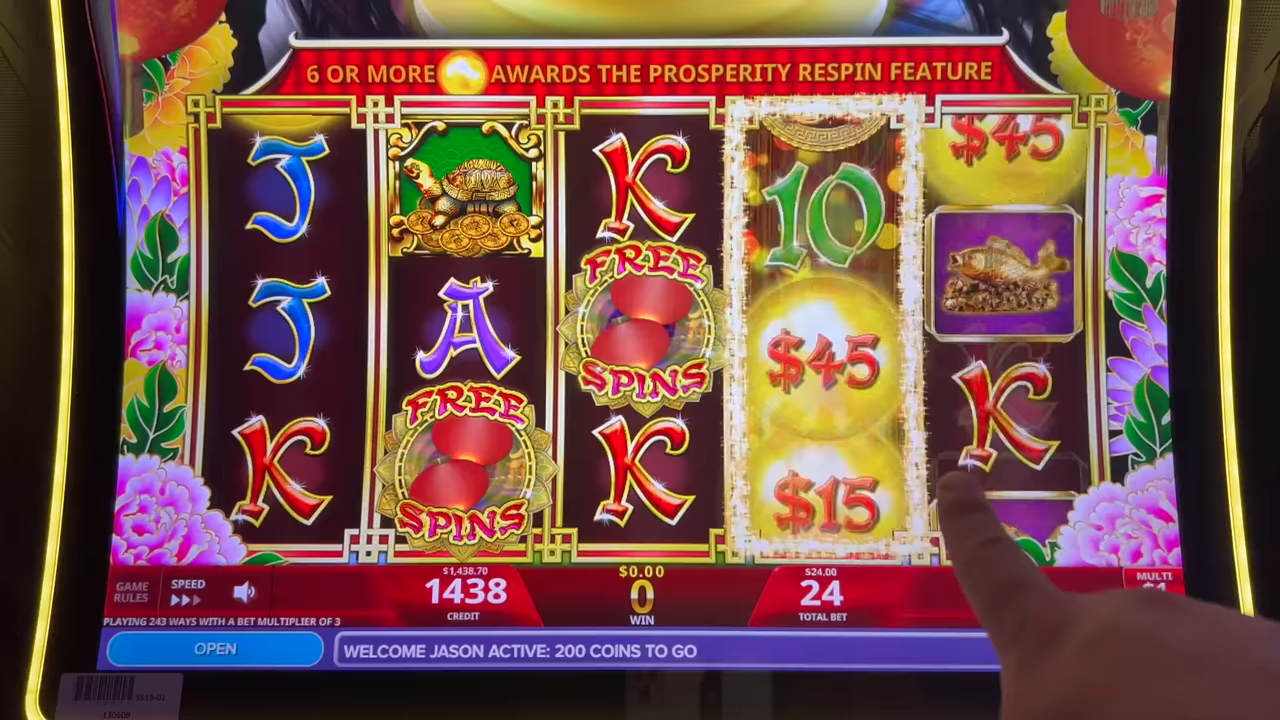 6 OR MORE AWARDS THE PROSPERITY RESPIN FEATURE
J
K
10
$45
J
A
FREE
SPINS
$45
K
K
FREE
SPINS
K
$15
GAME
RULES
SPEED
$1,438.70
1438
CREDIT
$0.00
0
WIN
$24.00
24
TOTAL BET
MULTI
PLAYING 243 WAYS WITH A BET MULTIPLIER OF 3
OPEN
WELCOME JASON ACTIVE: 200 COINS TO GO